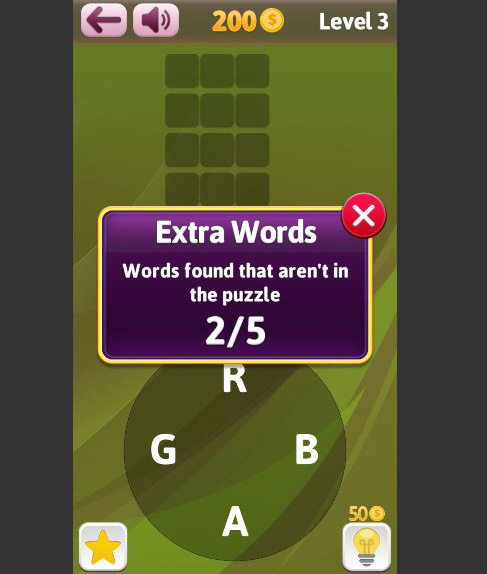 200 Level 3
Extra Words
Words found that aren't in
the puzzle
2/5
R
G B
A
50